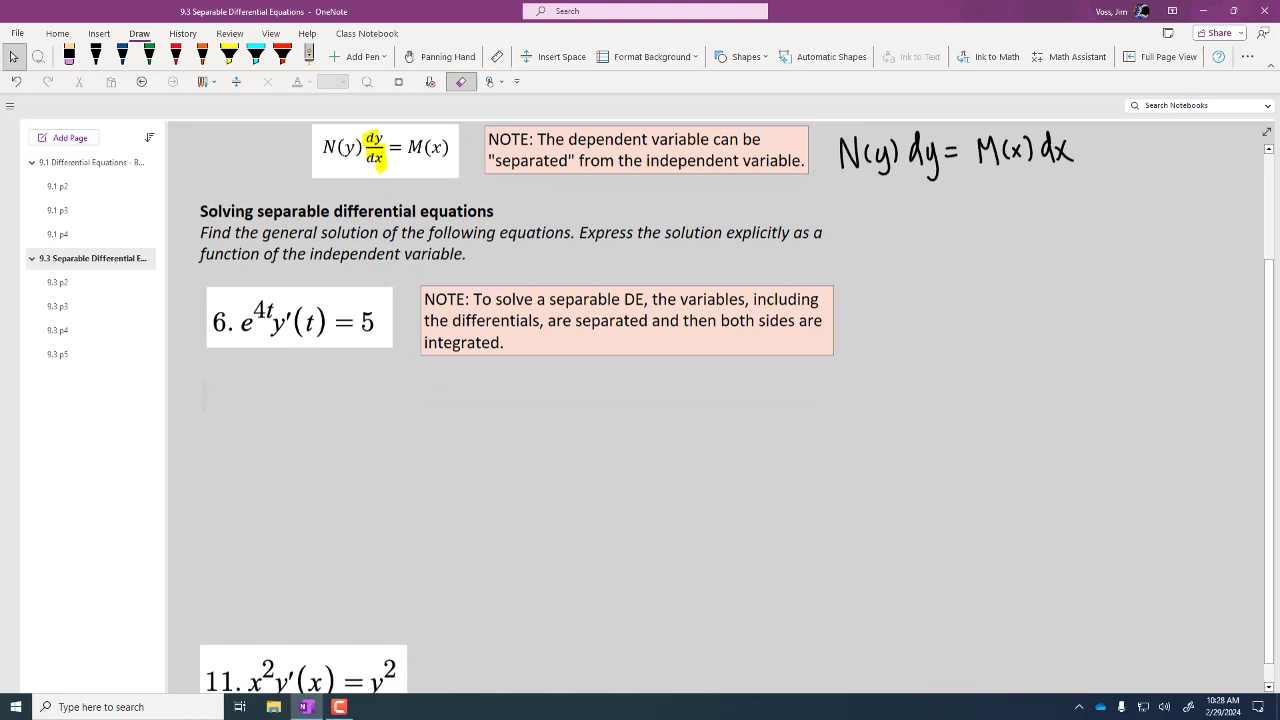 9.3 Separable Differential Equations - OneNote
Search
Voss, Jim
File
Home
Insert
Draw
History
Review
View
Help
Class Notebook
Share
Add Pen
Panning Hand
Insert Space
Format Background
Shapes
Automatic Shapes
Ink to Text
Ink to Math
Math Assistant
Full Page View
Search Notebooks
Add Page
9.1 Differential Equations - B...
9.1 p2
9.1 p3
9.1 p4
9.3 Separable Differential E...
9.3 p2
9.3 p3
9.3 p4
9.3 p5
N(y) dy/dx = M(x)
NOTE: The dependent variable can be
"separated" from the independent variable.
N(y) dy = M(x) dx
Solving separable differential equations
Find the general solution of the following equations. Express the solution explicitly as a
function of the independent variable.
6. e^{4t}y'(t) = 5
NOTE: To solve a separable DE, the variables, including
the differentials, are separated and then both sides are
integrated.
11. x²y'(x) = y²
Type here to search
10:28 AM
2/29/2024